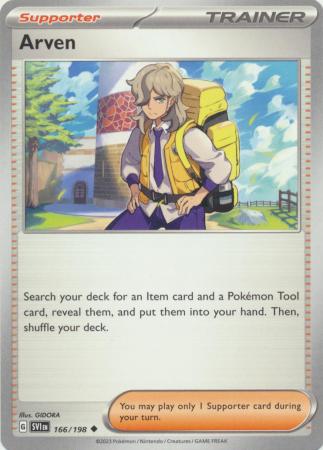 Supporter
TRAINER
Arven
Search your deck for an Item card and a Pokémon Tool
card, reveal them, and put them into your hand. Then,
shuffle your deck.
Illus. GIDORA
G SVI EN 166/198 ◆
You may play only 1 Supporter card during
your turn.
©2023 Pokémon / Nintendo / Creatures / GAME FREAK